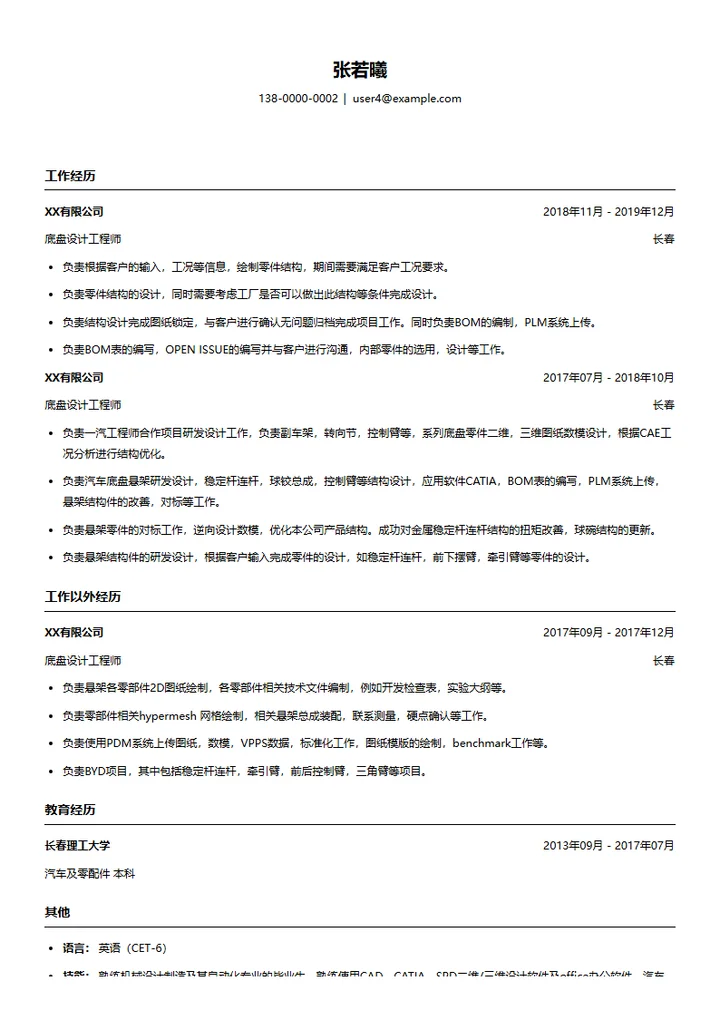 张若曦
138-0000-0002 | user4@example.com
工作经历
XX有限公司 2018年11月 - 2019年12月
底盘设计工程师 长春
• 负责根据客户的输入，工况等信息，绘制零件结构，期间需要满足客户工况要求。
• 负责零件结构的设计，同时需要考虑工厂是否可以做出此结构等条件完成设计。
• 负责结构设计完成图纸锁定，与客户进行确认无问题归档完成项目工作。同时负责BOM的编制，PLM系统上传。
• 负责BOM表的编写，OPEN ISSUE的编写并与客户进行沟通，内部零件的选用，设计等工作。
XX有限公司 2017年07月 - 2018年10月
底盘设计工程师 长春
• 负责一汽工程师合作项目研发设计工作，负责副车架，转向节，控制臂等，系列底盘零件二维，三维图纸数模设计，根据CAE工
况分析进行结构优化。
• 负责汽车底盘悬架研发设计，稳定杆连杆，球铰总成，控制臂等结构设计，应用软件CATIA，BOM表的编写，PLM系统上传，
悬架结构件的改善，对标等工作。
• 负责悬架零件的对标工作，逆向设计数模，优化本公司产品结构。成功对金属稳定杆连杆结构的扭矩改善，球碗结构的更新。
• 负责悬架结构件的研发设计，根据客户输入完成零件的设计，如稳定杆连杆，前下摆臂，牵引臂等零件的设计。
工作以外经历
XX有限公司 2017年09月 - 2017年12月
底盘设计工程师 长春
• 负责悬架各零部件2D图纸绘制，各零部件相关技术文件编制，例如开发检查表，实验大纲等。
• 负责零部件相关hypermesh 网格绘制，相关悬架总成装配，联系测量，硬点确认等工作。
• 负责使用PDM系统上传图纸，数模，VPPS数据，标准化工作，图纸模版的绘制，benchmark工作等。
• 负责BYD项目，其中包括稳定杆连杆，牵引臂，前后控制臂，三角臂等项目。
教育经历
长春理工大学 2013年09月 - 2017年07月
汽车及零配件 本科
其他
• 语言： 英语（CET-6）
• 技能： 熟练机械设计制造及其自动化专业的毕业生，熟练使用CAD，CATIA，